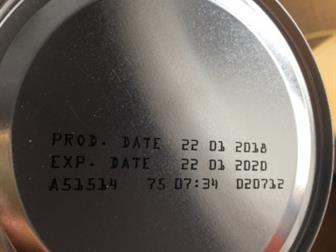 PROD. DATE 22 01 2018
EXP. DATE 22 01 2020
A51514 75 07:34 020712